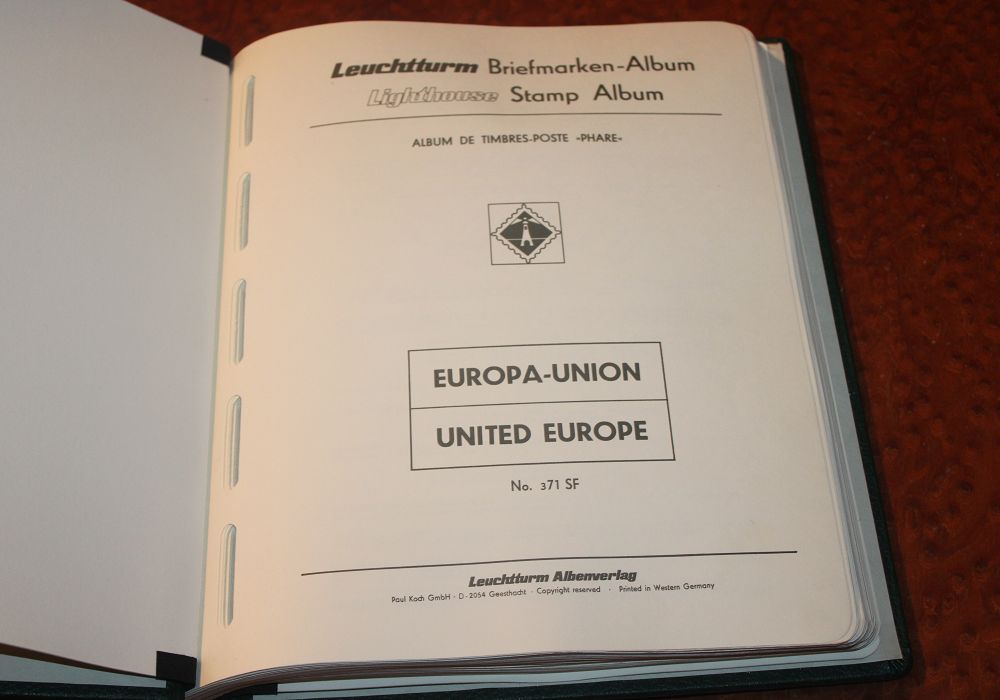 Leuchtturm Briefmarken-Album
Lighthouse Stamp Album
ALBUM DE TIMBRES-POSTE «PHARE»
EUROPA-UNION
UNITED EUROPE
No. 371 SF
Leuchtturm Albenverlag
Paul Koch GmbH · D-2054 Geesthacht · Copyright reserved · Printed in Western Germany